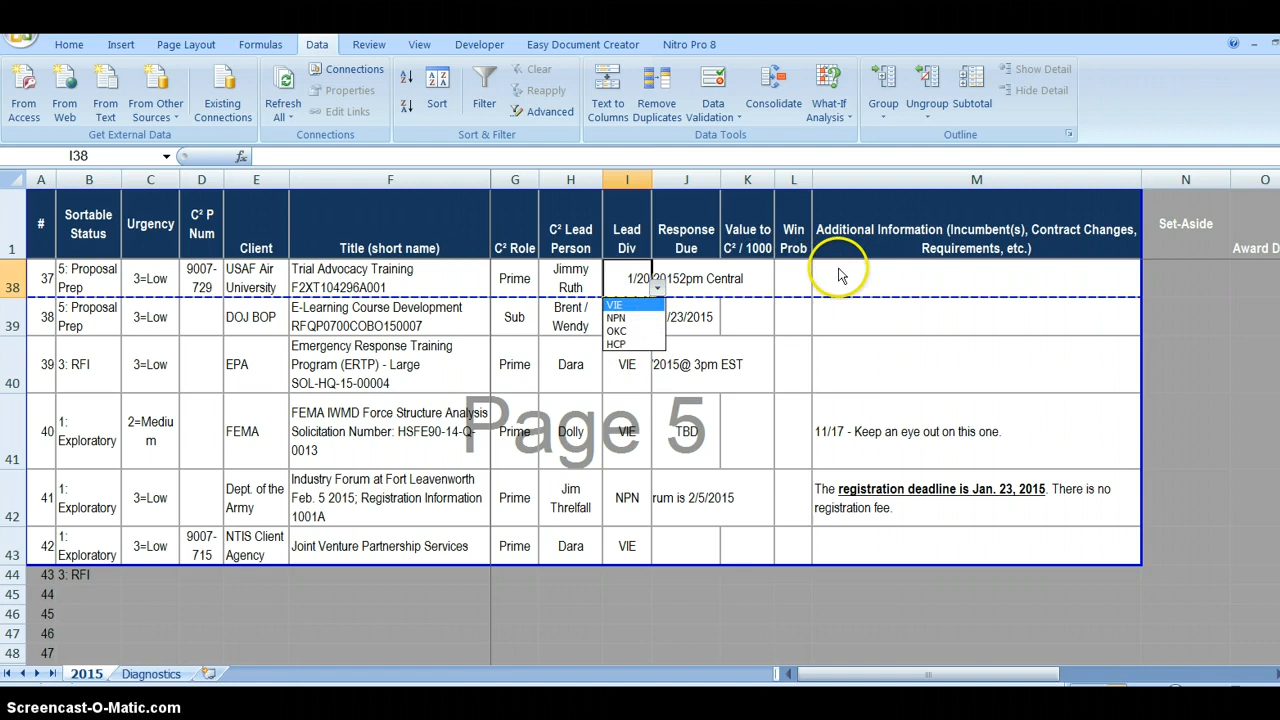 Home Insert Page Layout Formulas Data Review View Developer Easy Document Creator Nitro Pro 8
From Access From Web From Text From Other Sources Existing Connections Refresh All Connections Properties Edit Links Sort Filter Clear Reapply Advanced Text to Columns Remove Duplicates Data Validation Consolidate What-If Analysis Group Ungroup Subtotal Show Detail Hide Detail
Get External Data Connections Sort & Filter Data Tools Outline
I38 fx
A B C D E F G H I J K L M N O
1 # Sortable Status Urgency C² P Num Client Title (short name) C² Role C² Lead Person Lead Div Response Due Value to C² / 1000 Win Prob Additional Information (Incumbent(s), Contract Changes, Requirements, etc.) Set-Aside Award D
38 37 5: Proposal Prep 3=Low 9007-729 USAF Air University Trial Advocacy Training F2XT104296A001 Prime Jimmy Ruth 1/20 20152pm Central
VIE
NPN
OKC
HCP
39 38 5: Proposal Prep 3=Low DOJ BOP E-Learning Course Development RFQP0700COBO150007 Sub Brent / Wendy /23/2015
40 39 3: RFI 3=Low EPA Emergency Response Training Program (ERTP) - Large SOL-HQ-15-00004 Prime Dara VIE '2015@ 3pm EST
41 40 1: Exploratory 2=Mediu m FEMA FEMA IWMD Force Structure Analysis Solicitation Number: HSFE90-14-Q-0013 Prime Dolly VIE TBD 11/17 - Keep an eye out on this one.
Page 5
42 41 1: Exploratory 3=Low Dept. of the Army Industry Forum at Fort Leavenworth Feb. 5 2015; Registration Information 1001A Prime Jim Threlfall NPN rum is 2/5/2015 The registration deadline is Jan. 23, 2015. There is no registration fee.
43 42 1: Exploratory 3=Low 9007-715 NTIS Client Agency Joint Venture Partnership Services Prime Dara VIE
44 43 3: RFI
45 44
46 45
47 46
48 47
2015 Diagnostics
Screencast-O-Matic.com